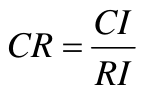 CR = CI / RI